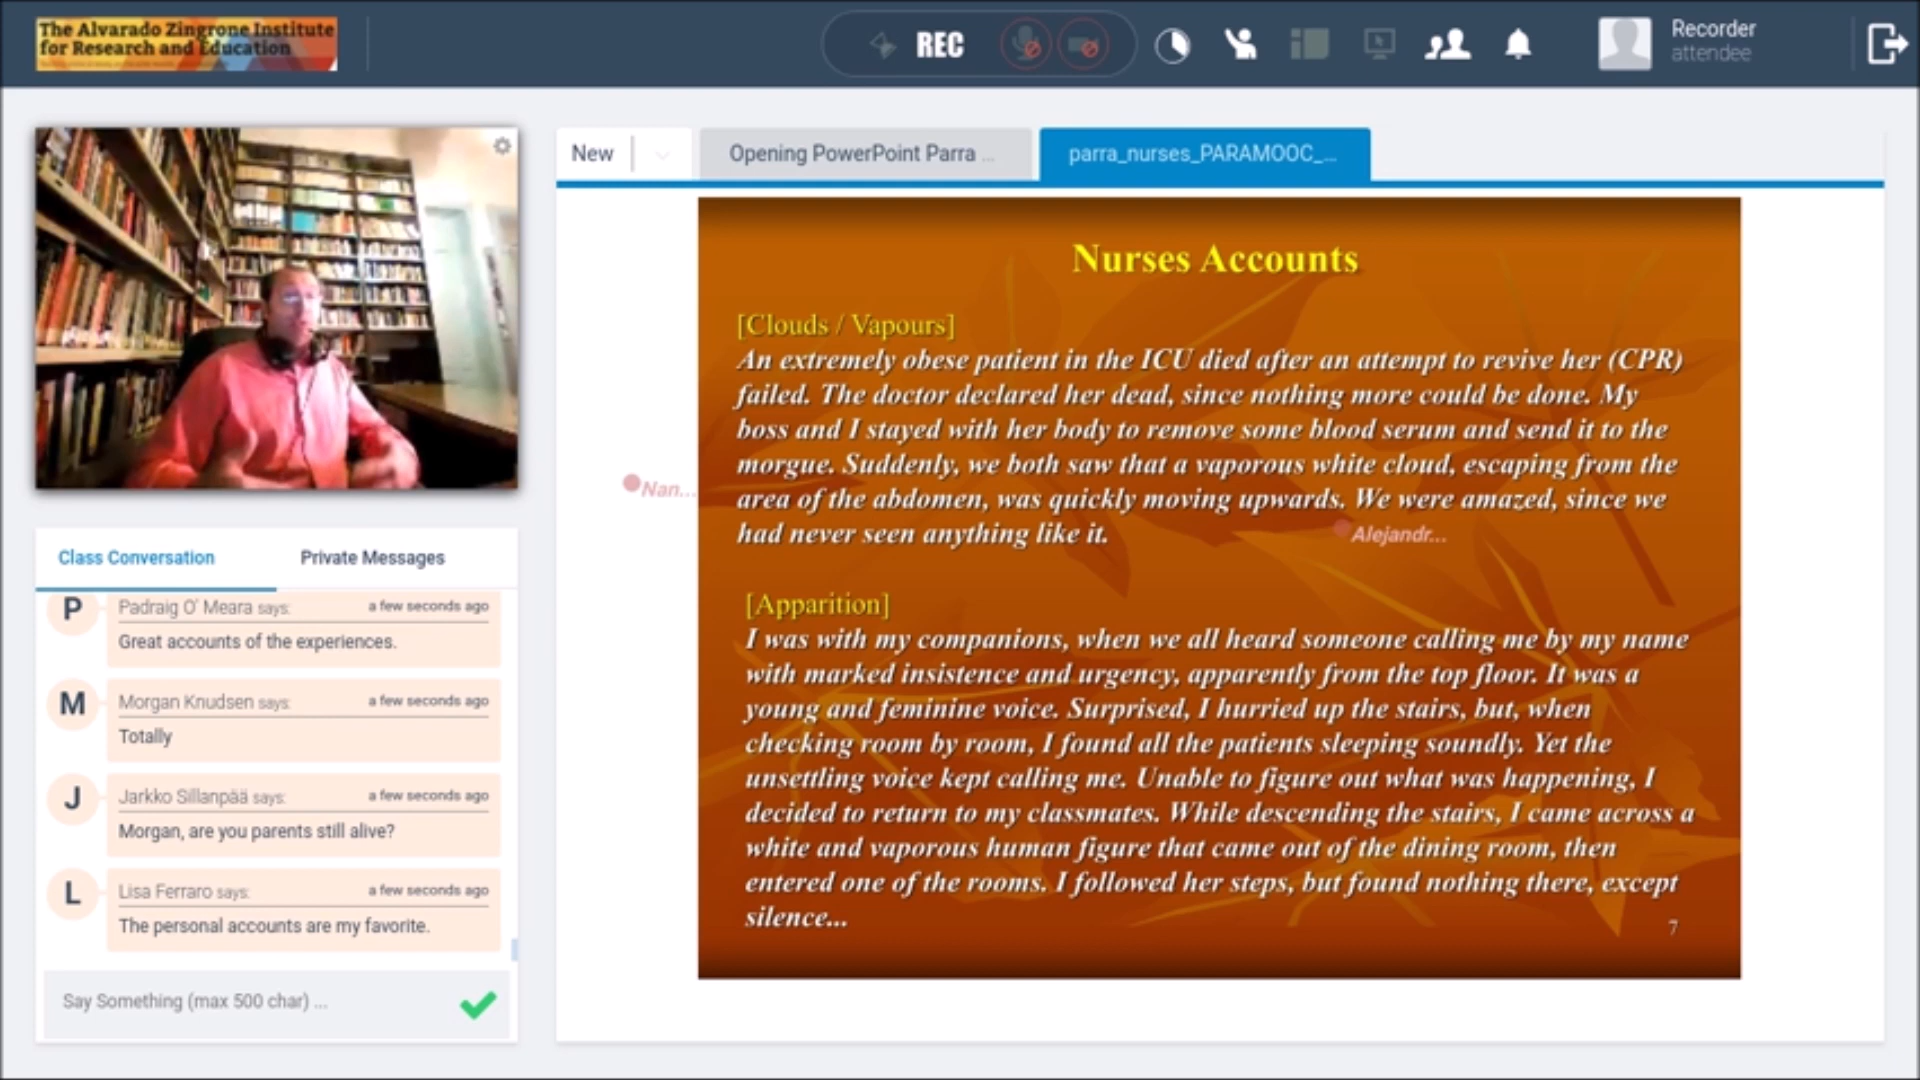 The Alvarado Zingrone Institute
for Research and Education
REC
Recorder
attendee
New
Opening PowerPoint Parra ...
parra_nurses_PARAMOOC_...
Nurses Accounts
[Clouds / Vapours]
An extremely obese patient in the ICU died after an attempt to revive her (CPR)
failed. The doctor declared her dead, since nothing more could be done. My
boss and I stayed with her body to remove some blood serum and send it to the
morgue. Suddenly, we both saw that a vaporous white cloud, escaping from the
area of the abdomen, was quickly moving upwards. We were amazed, since we
had never seen anything like it.
Nan...
Alejandr...
[Apparition]
I was with my companions, when we all heard someone calling me by my name
with marked insistence and urgency, apparently from the top floor. It was a
young and feminine voice. Surprised, I hurried up the stairs, but, when
checking room by room, I found all the patients sleeping soundly. Yet the
unsettling voice kept calling me. Unable to figure out what was happening, I
decided to return to my classmates. While descending the stairs, I came across a
white and vaporous human figure that came out of the dining room, then
entered one of the rooms. I followed her steps, but found nothing there, except
silence...
7
Class Conversation
Private Messages
P
Padraig O' Meara says:
a few seconds ago
Great accounts of the experiences.
M
Morgan Knudsen says:
a few seconds ago
Totally
J
Jarkko Sillanpää says:
a few seconds ago
Morgan, are you parents still alive?
L
Lisa Ferraro says:
a few seconds ago
The personal accounts are my favorite.
Say Something (max 500 char) ...